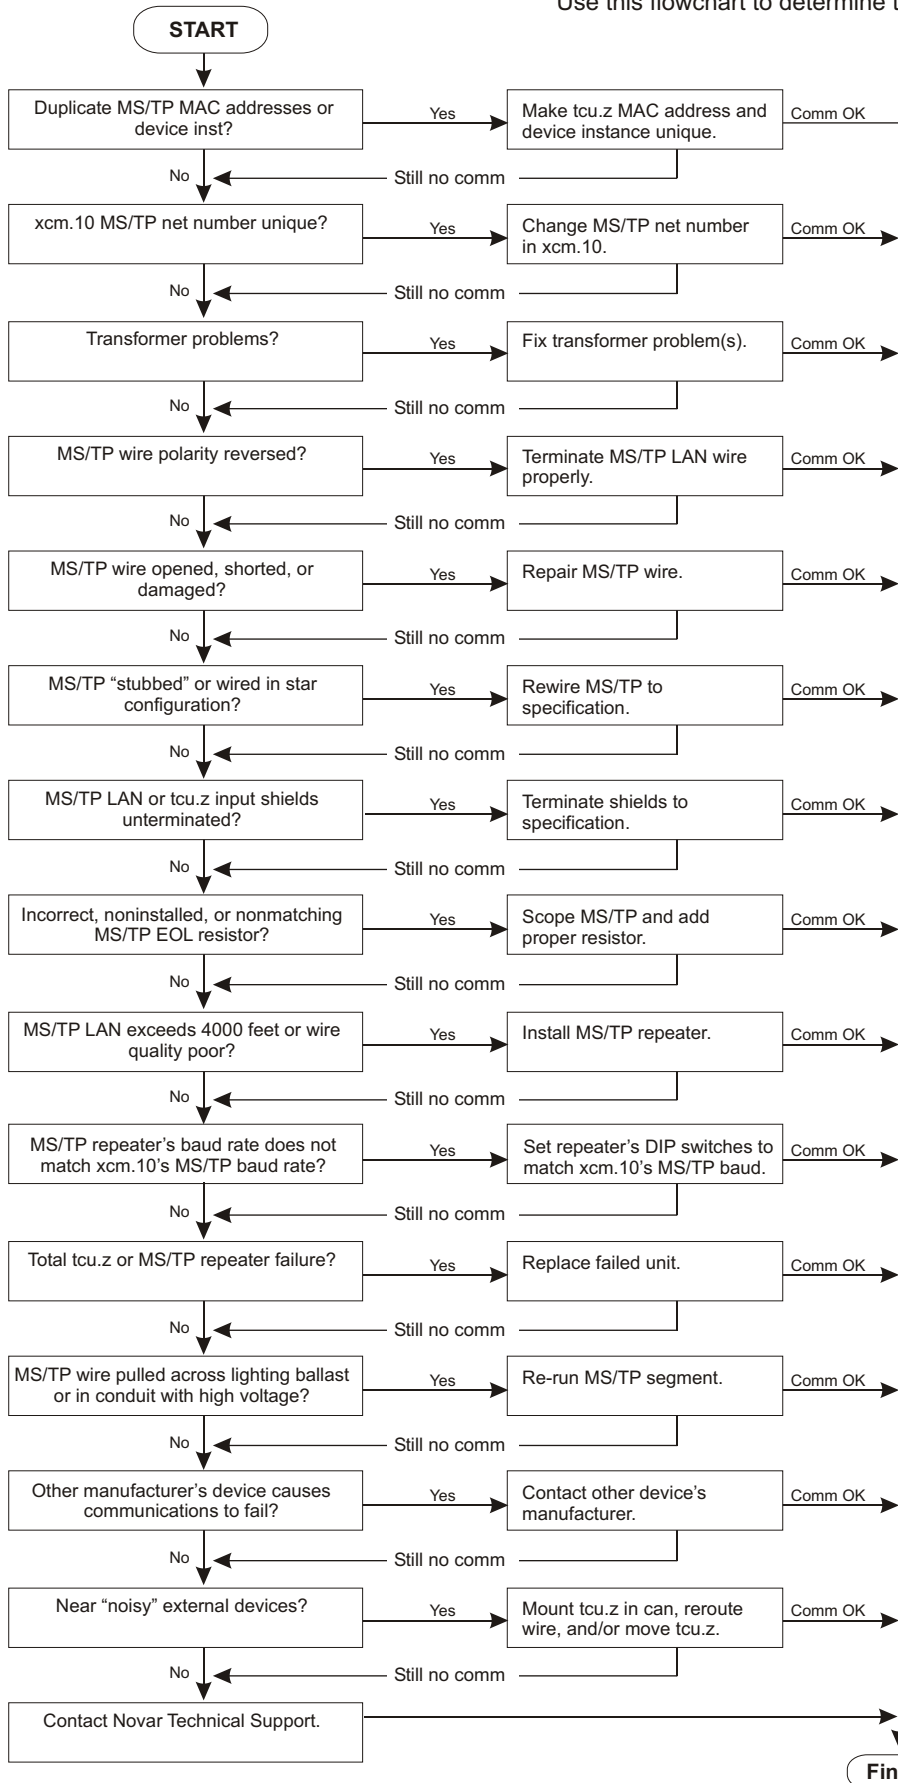 Use this flowchart to determine
START
Duplicate MS/TP MAC addresses or
device inst?
Yes
Make tcu.z MAC address and
device instance unique.
Comm OK
No
Still no comm
xcm.10 MS/TP net number unique?
Yes
Change MS/TP net number
in xcm.10.
Comm OK
No
Still no comm
Transformer problems?
Yes
Fix transformer problem(s).
Comm OK
No
Still no comm
MS/TP wire polarity reversed?
Yes
Terminate MS/TP LAN wire
properly.
Comm OK
No
Still no comm
MS/TP wire opened, shorted, or
damaged?
Yes
Repair MS/TP wire.
Comm OK
No
Still no comm
MS/TP “stubbed” or wired in star
configuration?
Yes
Rewire MS/TP to
specification.
Comm OK
No
Still no comm
MS/TP LAN or tcu.z input shields
unterminated?
Yes
Terminate shields to
specification.
Comm OK
No
Still no comm
Incorrect, noninstalled, or nonmatching
MS/TP EOL resistor?
Yes
Scope MS/TP and add
proper resistor.
Comm OK
No
Still no comm
MS/TP LAN exceeds 4000 feet or wire
quality poor?
Yes
Install MS/TP repeater.
Comm OK
No
Still no comm
MS/TP repeater’s baud rate does not
match xcm.10’s MS/TP baud rate?
Yes
Set repeater’s DIP switches to
match xcm.10’s MS/TP baud.
Comm OK
No
Still no comm
Total tcu.z or MS/TP repeater failure?
Yes
Replace failed unit.
Comm OK
No
Still no comm
MS/TP wire pulled across lighting ballast
or in conduit with high voltage?
Yes
Re-run MS/TP segment.
Comm OK
No
Still no comm
Other manufacturer’s device causes
communications to fail?
Yes
Contact other device’s
manufacturer.
Comm OK
No
Still no comm
Near “noisy” external devices?
Yes
Mount tcu.z in can, reroute
wire, and/or move tcu.z.
Comm OK
No
Still no comm
Contact Novar Technical Support.
Fin